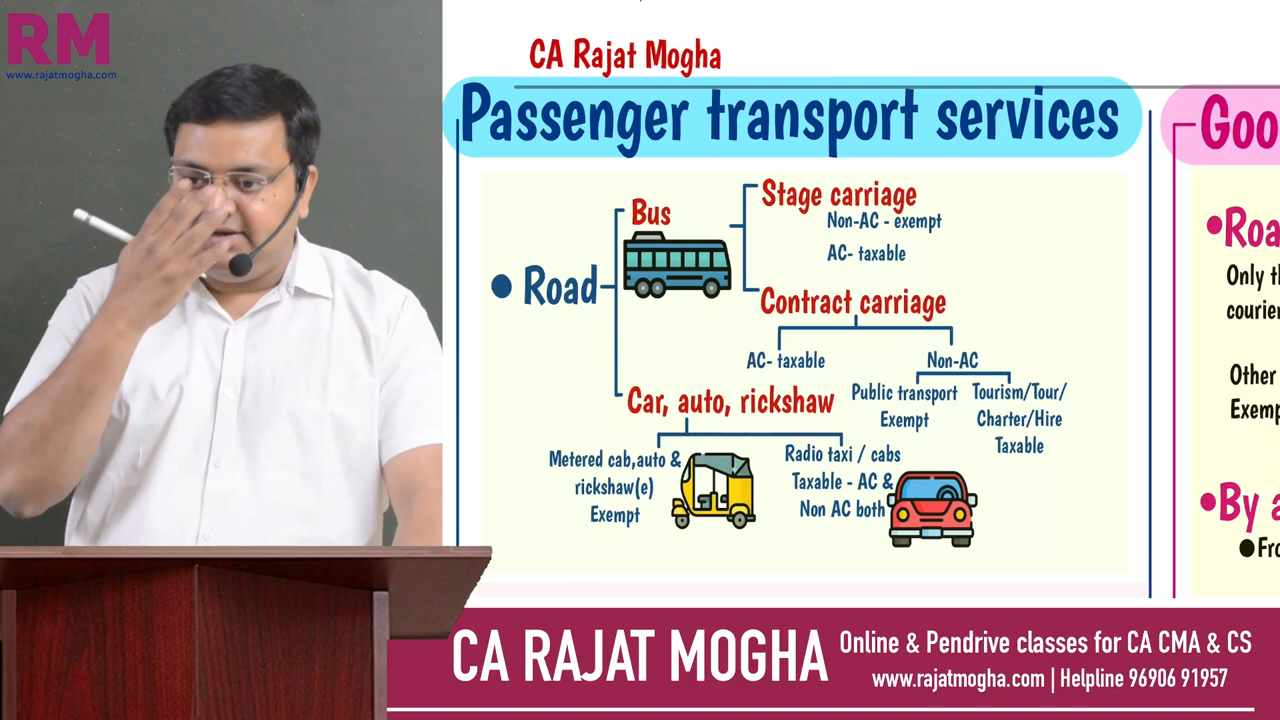 RM
www.rajatmogha.com
CA Rajat Mogha
Passenger transport services
Goo
• Road
Bus
Stage carriage
Non-AC - exempt
AC- taxable
Contract carriage
AC- taxable
Non-AC
Public transport
Exempt
Tourism/Tour/
Charter/Hire
Taxable
Car, auto, rickshaw
Metered cab,auto &
rickshaw(e)
Exempt
Radio taxi / cabs
Taxable - AC &
Non AC both
•Roa
Only th
courier
Other
Exemp
•By a
●Fro
CA RAJAT MOGHA
Online & Pendrive classes for CA CMA & CS
www.rajatmogha.com | Helpline 96906 91957